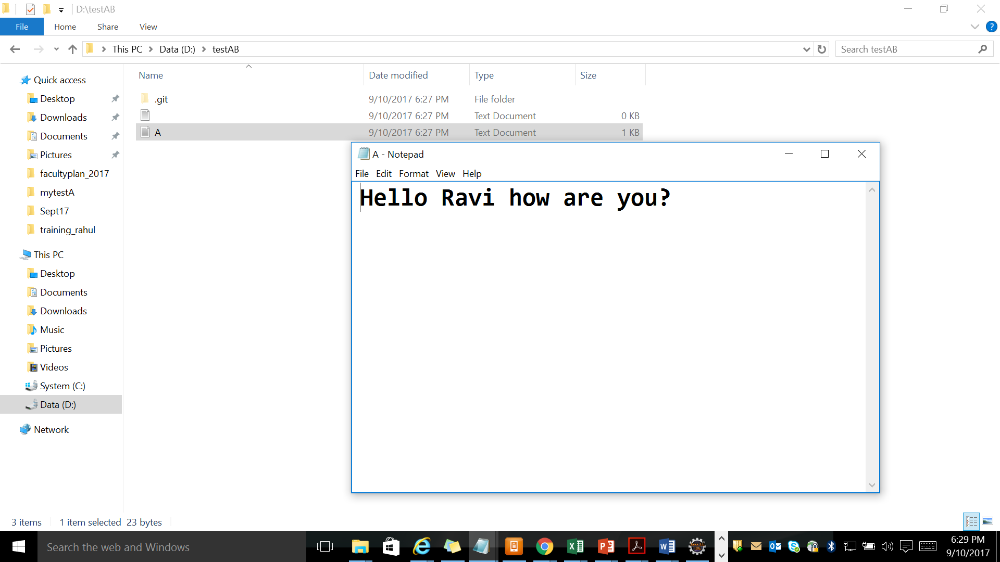 D:\testAB
File Home Share View
This PC Data (D:) testAB
Search testAB
Name Date modified Type Size
.git 9/10/2017 6:27 PM File folder
9/10/2017 6:27 PM Text Document 0 KB
A 9/10/2017 6:27 PM Text Document 1 KB
Quick access
Desktop
Downloads
Documents
Pictures
facultyplan_2017
mytestA
Sept17
training_rahul
This PC
Desktop
Documents
Downloads
Music
Pictures
Videos
System (C:)
Data (D:)
Network
A - Notepad
File Edit Format View Help
Hello Ravi how are you?
3 items 1 item selected 23 bytes
Search the web and Windows
6:29 PM
9/10/2017